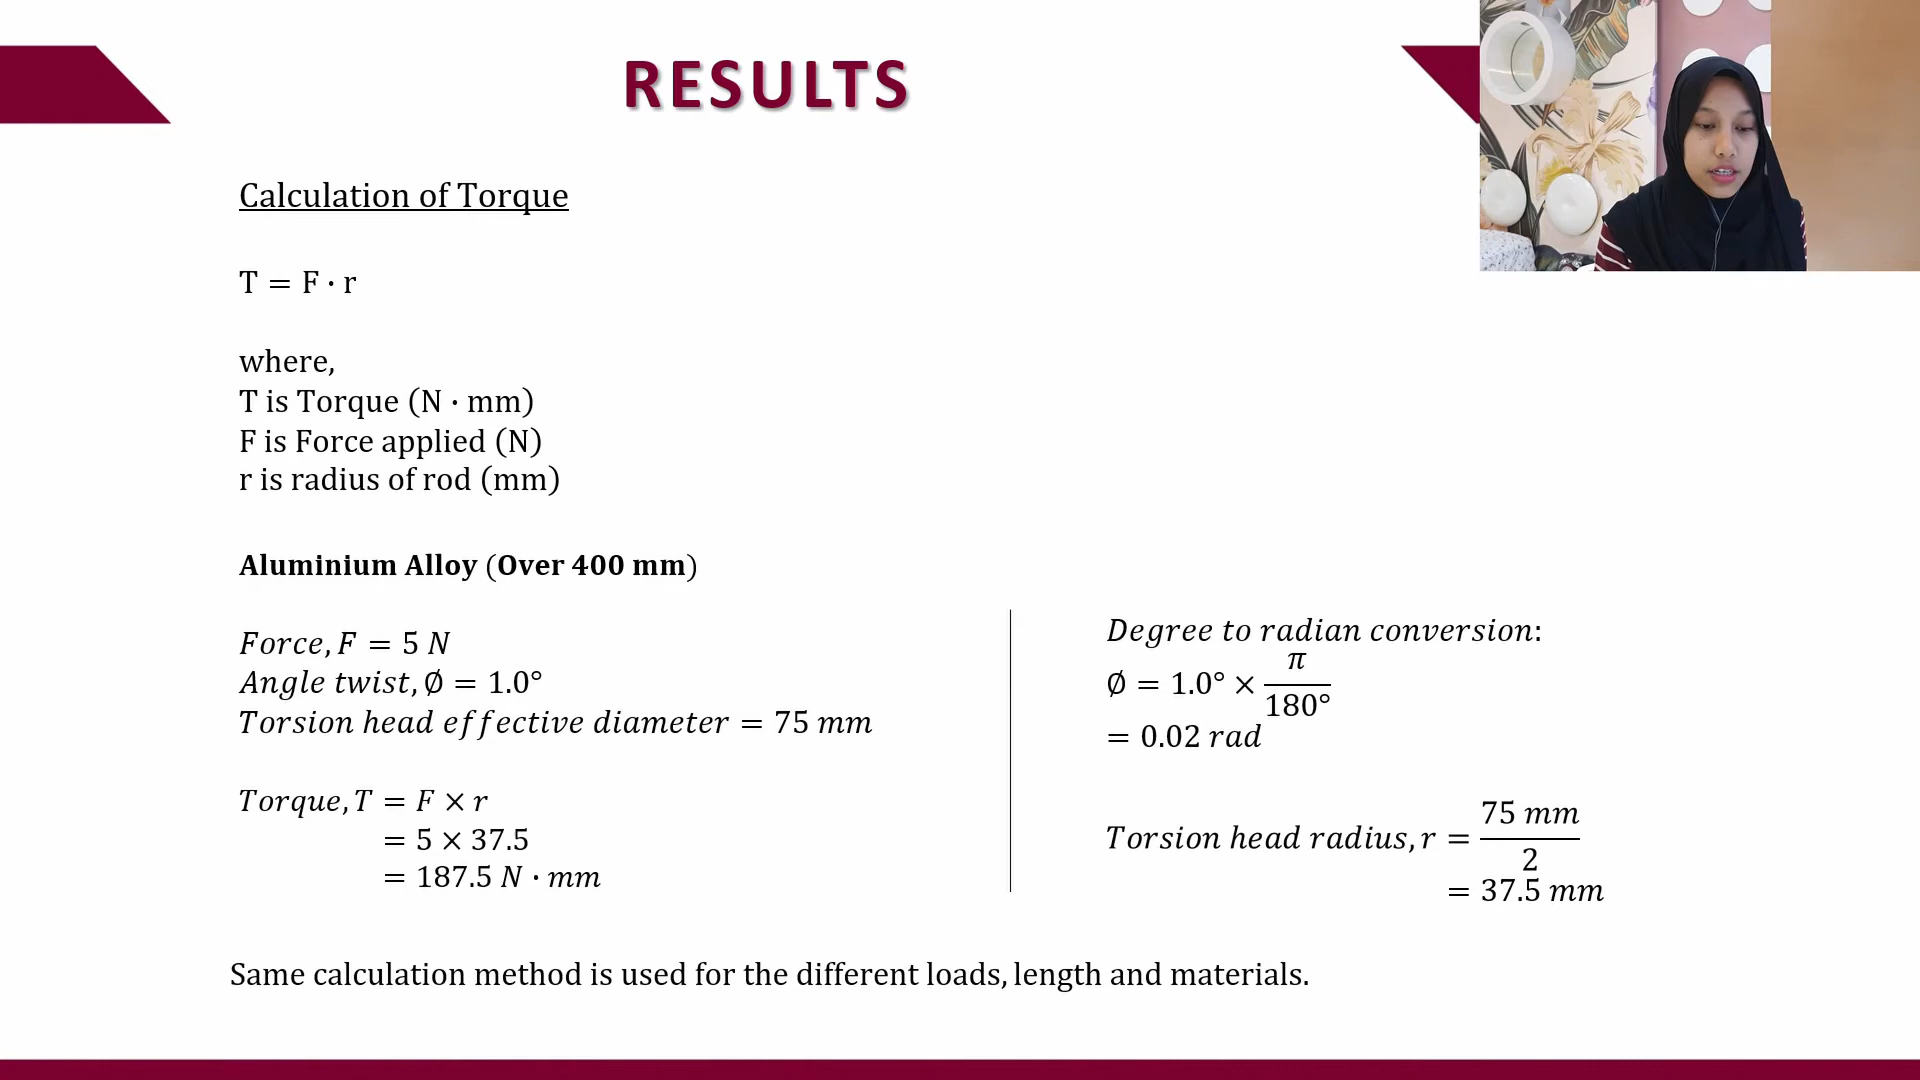 RESULTS
Calculation of Torque
T = F · r
where,
T is Torque (N · mm)
F is Force applied (N)
r is radius of rod (mm)
Aluminium Alloy (Over 400 mm)
Force, F = 5 N
Angle twist, ∅ = 1.0°
Torsion head effective diameter = 75 mm
Torque, T = F × r
= 5 × 37.5
= 187.5 N · mm
Degree to radian conversion:
∅ = 1.0° × π/180°
= 0.02 rad
Torsion head radius, r = 75 mm/2
= 37.5 mm
Same calculation method is used for the different loads, length and materials.